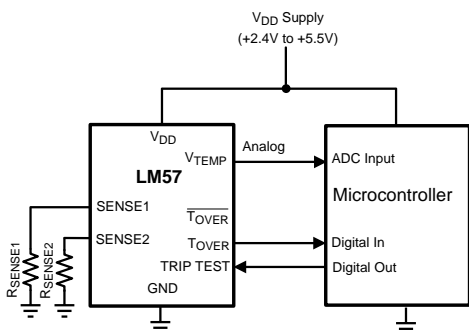 V_DD Supply
(+2.4V to +5.5V)
V_DD
LM57
V_TEMP
Analog
ADC Input
Microcontroller
SENSE1
SENSE2
T̅_O̅V̅E̅R̅
T_OVER
Digital In
TRIP TEST
Digital Out
GND
R_SENSE1
R_SENSE2